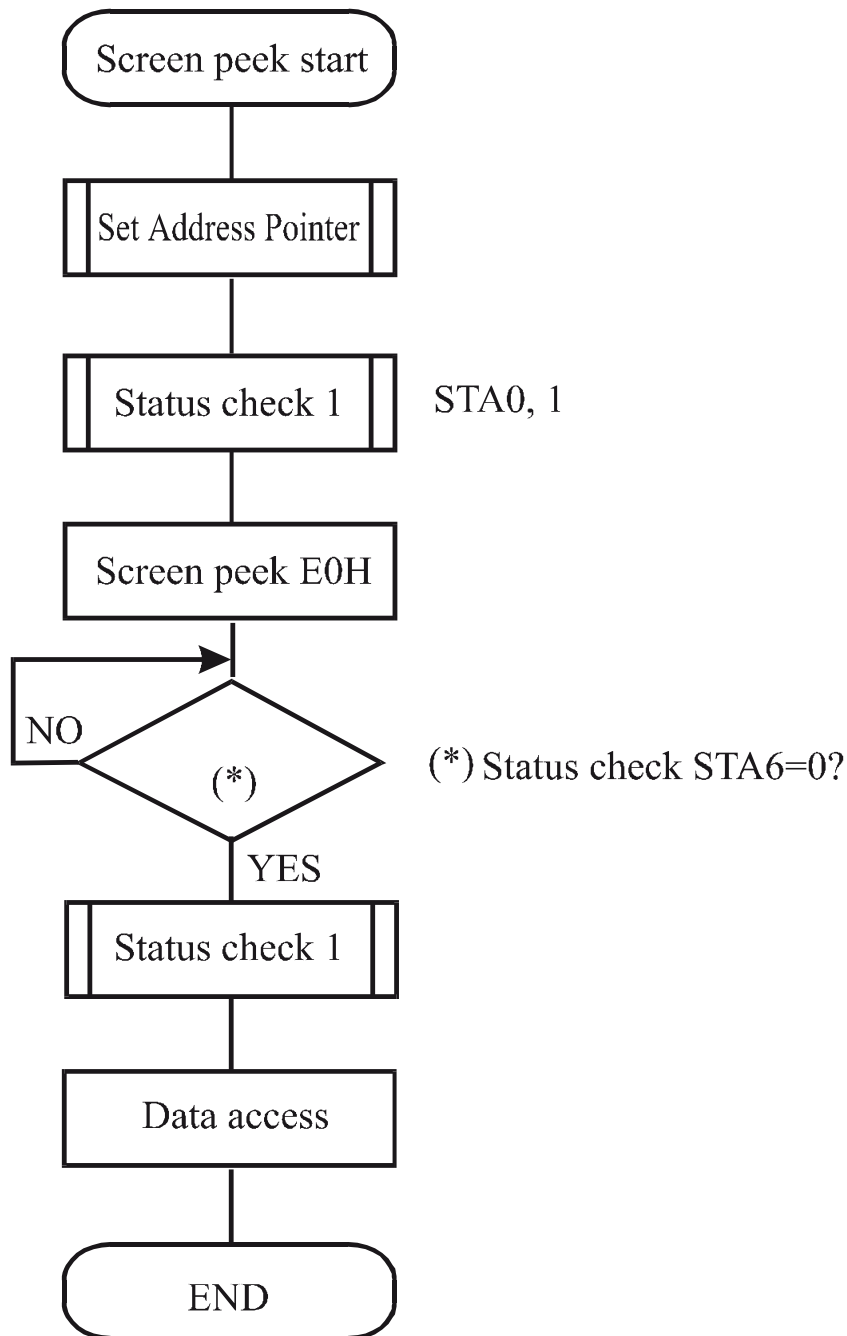 Screen peek start
Set Address Pointer
Status check 1
STA0, 1
Screen peek E0H
NO
(*)
(*) Status check STA6=0?
YES
Status check 1
Data access
END